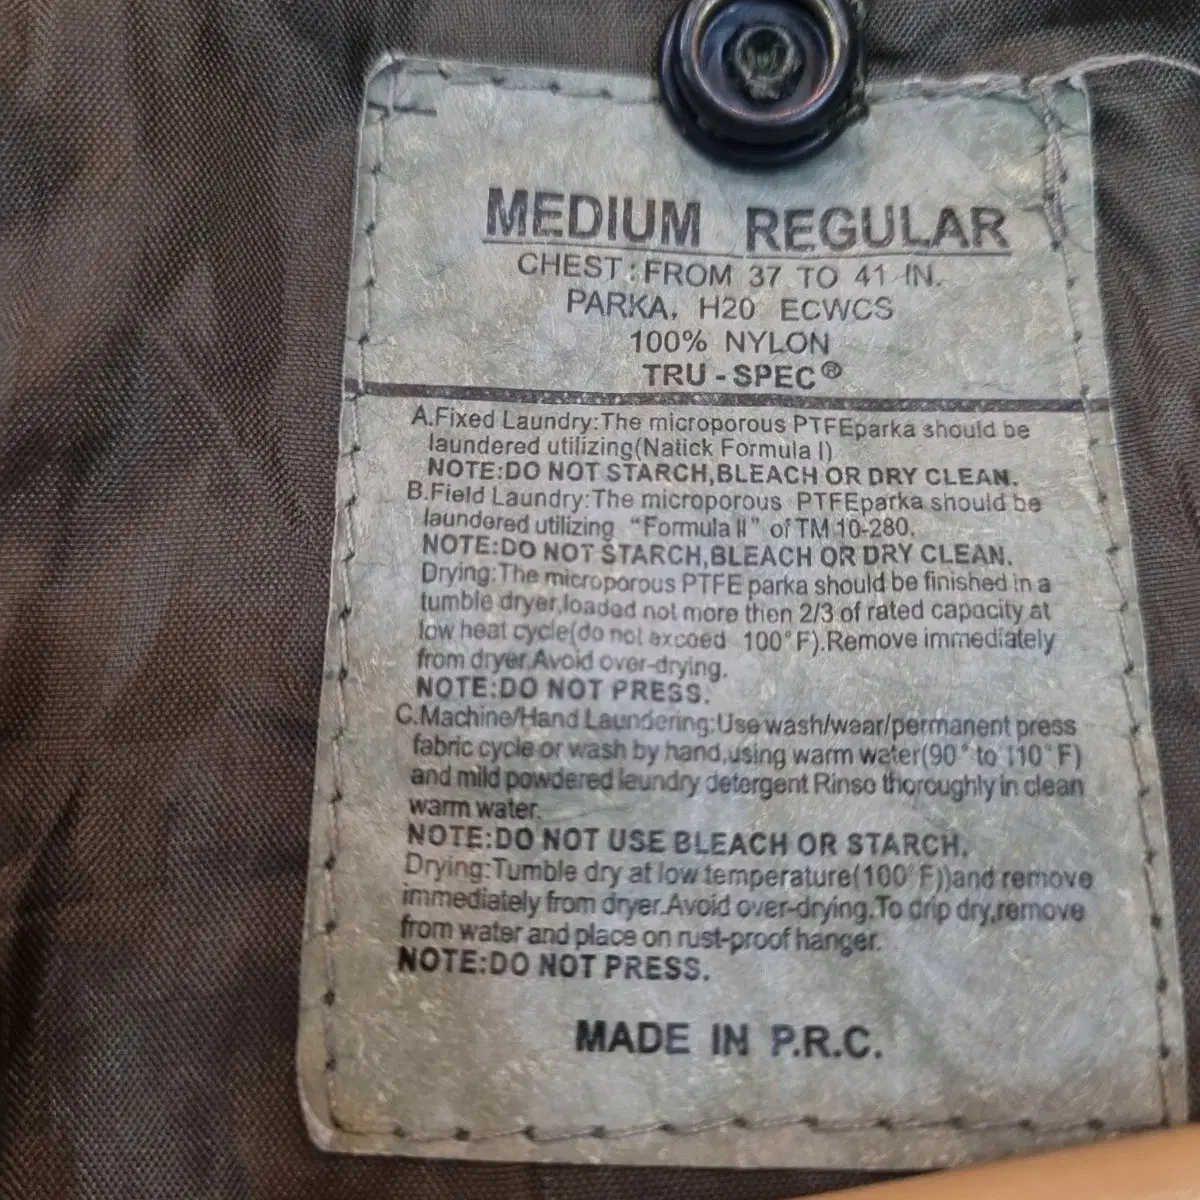 MEDIUM REGULAR
CHEST: FROM 37 TO 41 IN.
PARKA, H20 ECWCS
100% NYLON
TRU-SPEC®
A.Fixed Laundry:The microporous PTFEparka should be
laundered utilizing(Natick Formula I)
NOTE:DO NOT STARCH,BLEACH OR DRY CLEAN.
B.Field Laundry:The microporous PTFEparka should be
laundered utilizing "Formula II" of TM 10-280.
NOTE:DO NOT STARCH,BLEACH OR DRY CLEAN.
Drying:The microporous PTFE parka should be finished in a
tumble dryer,loaded not more then 2/3 of rated capacity at
low heat cycle(do not exceed 100°F).Remove immediately
from dryer.Avoid over-drying.
NOTE:DO NOT PRESS.
C.Machine/Hand Laundering:Use wash/wear/permanent press
fabric cycle or wash by hand,using warm water(90° to 110°F)
and mild powdered laundry detergent Rinse thoroughly in clean
warm water.
NOTE:DO NOT USE BLEACH OR STARCH.
Drying:Tumble dry at low temperature(100°F))and remove
immediately from dryer.Avoid over-drying.To drip dry,remove
from water and place on rust-proof hanger.
NOTE:DO NOT PRESS.
MADE IN P.R.C.